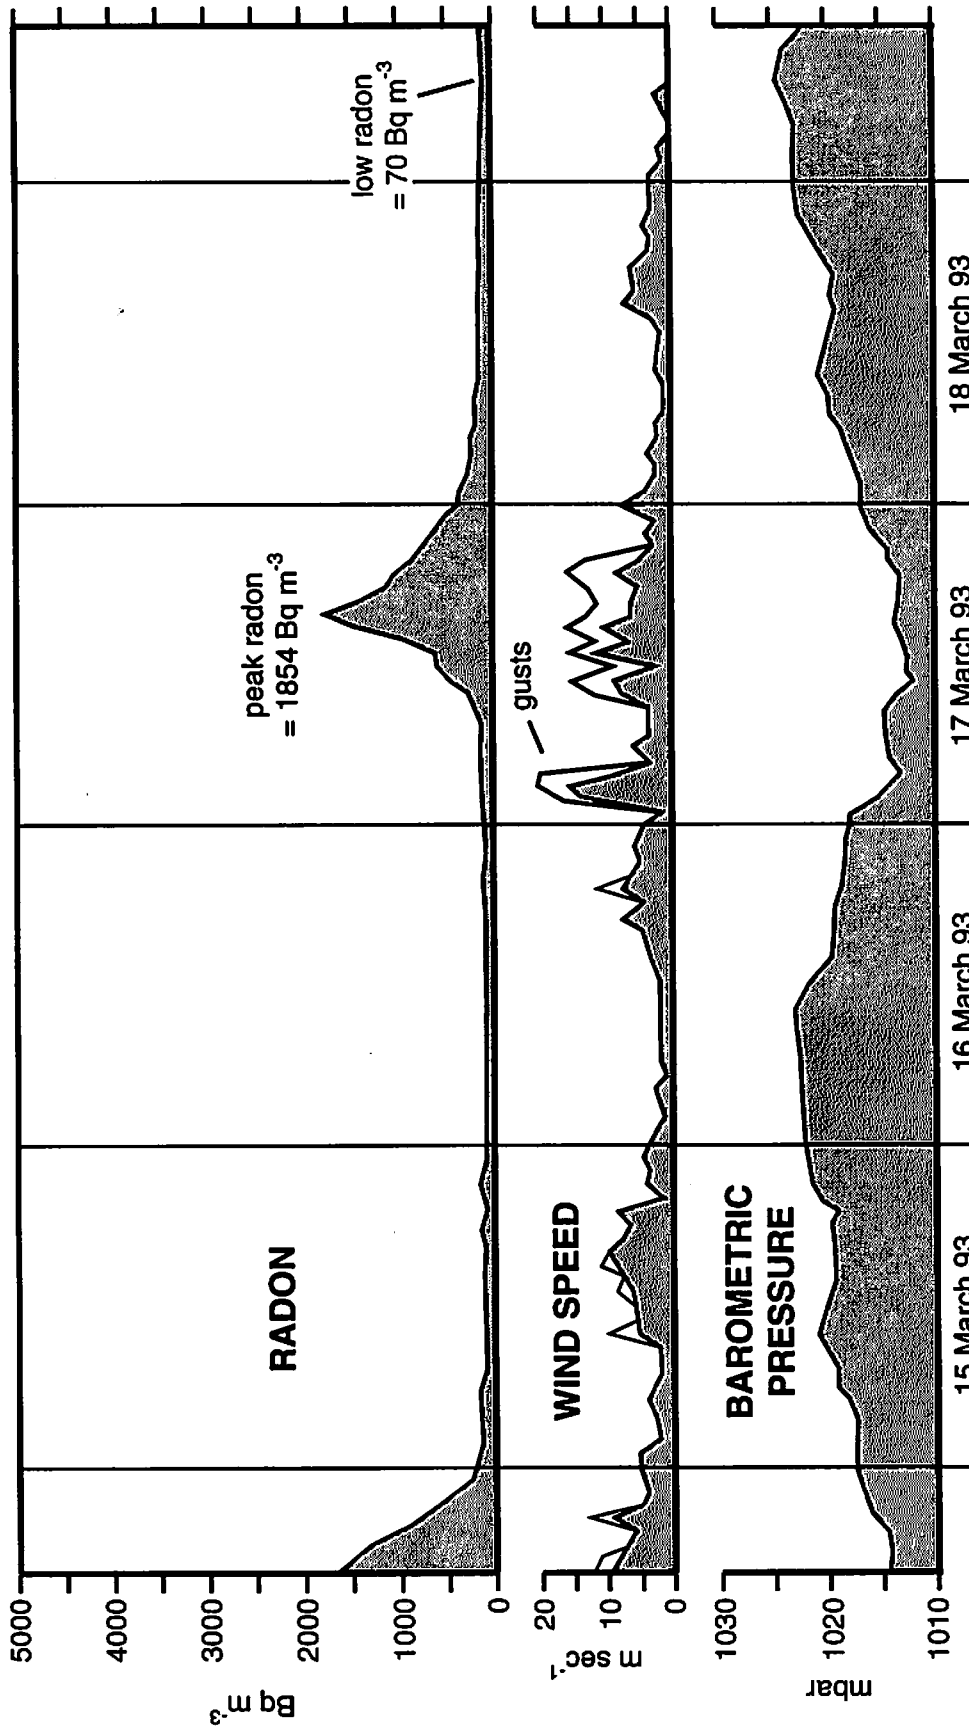 5000
4000
3000
2000
1000
0
Bq m⁻³
RADON
peak radon
= 1854 Bq m⁻³
low radon
= 70 Bq m⁻³
20
10
0
m sec⁻¹
WIND SPEED
gusts
1030
1020
1010
mbar
BAROMETRIC
PRESSURE
15 March 93
16 March 93
17 March 93
18 March 93